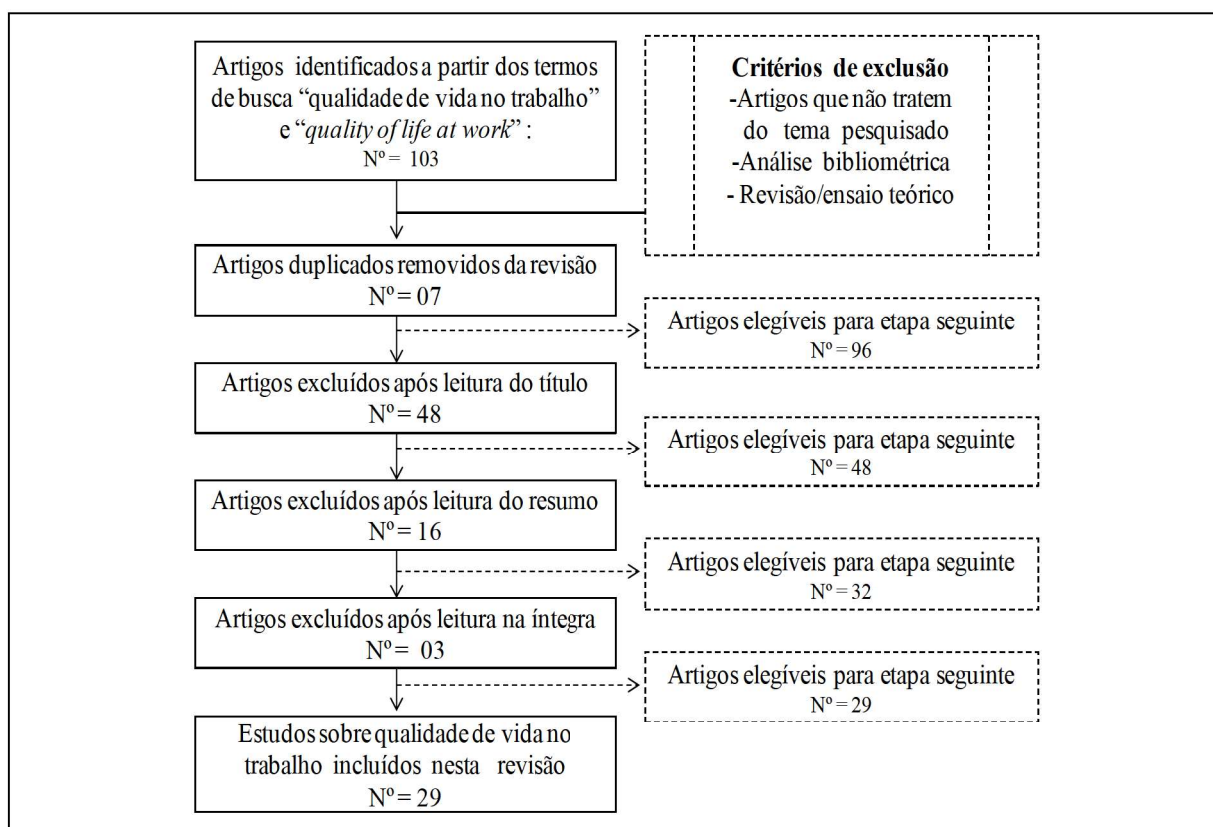 Artigos identificados a partir dos termos
de busca “qualidade de vida no trabalho”
e “quality of life at work” :
Nº = 103
Critérios de exclusão
-Artigos que não tratem
do tema pesquisado
-Análise bibliométrica
- Revisão/ensaio teórico
Artigos duplicados removidos da revisão
Nº = 07
Artigos elegíveis para etapa seguinte
Nº = 96
Artigos excluídos após leitura do título
Nº = 48
Artigos elegíveis para etapa seguinte
Nº = 48
Artigos excluídos após leitura do resumo
Nº = 16
Artigos elegíveis para etapa seguinte
Nº = 32
Artigos excluídos após leitura na íntegra
Nº = 03
Artigos elegíveis para etapa seguinte
Nº = 29
Estudos sobre qualidade de vida no
trabalho incluídos nesta revisão
Nº = 29